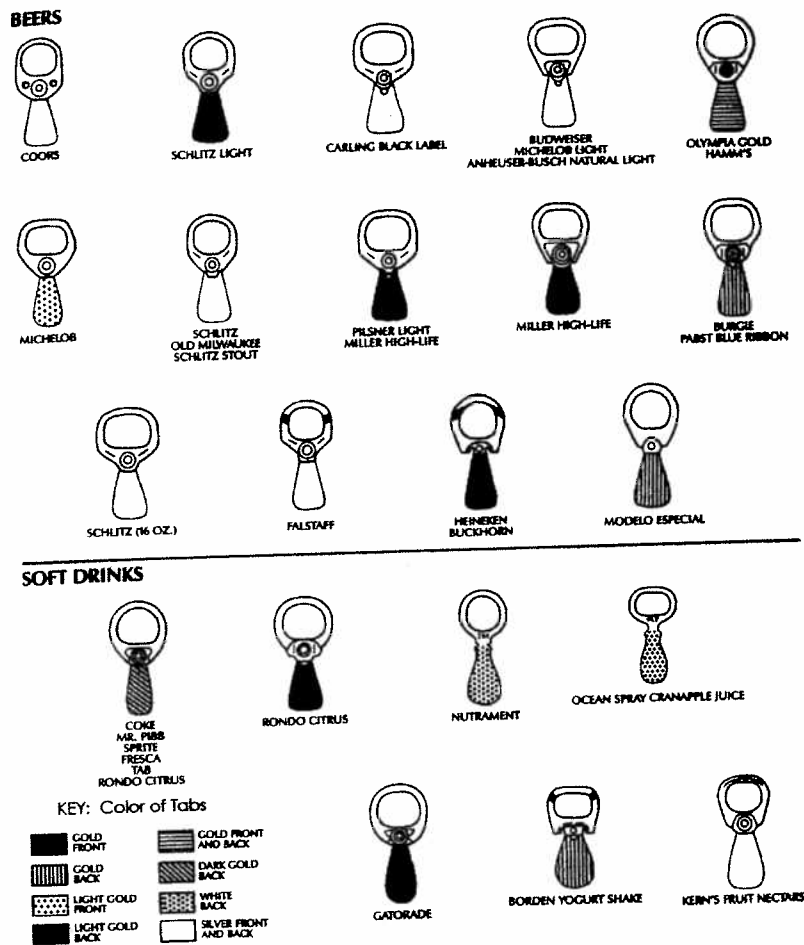 BEERS
COORS
SCHLITZ LIGHT
CARLING BLACK LABEL
BUDWEISER
MICHELOB LIGHT
ANHEUSER-BUSCH NATURAL LIGHT
OLYMPIA GOLD
HAMM'S
MICHELOB
SCHLITZ
OLD MILWAUKEE
SCHLITZ STOUT
PILSNER LIGHT
MILLER HIGH-LIFE
MILLER HIGH-LIFE
BURGIE
PABST BLUE RIBBON
SCHLITZ (16 OZ.)
FALSTAFF
HEINEKEN
BUCKHORN
MODELO ESPECIAL
SOFT DRINKS
COKE
MR. PIBB
SPRITE
FRESCA
TAB
RONDO CITRUS
RONDO CITRUS
NUTRAMENT
OCEAN SPRAY CRANAPPLE JUICE
KEY: Color of Tabs
GOLD
FRONT
GOLD
BACK
LIGHT GOLD
FRONT
LIGHT GOLD
BACK
GOLD FRONT
AND BACK
DARK GOLD
BACK
WHITE
BACK
SILVER FRONT
AND BACK
GATORADE
BORDEN YOGURT SHAKE
KERN'S FRUIT NECTARS